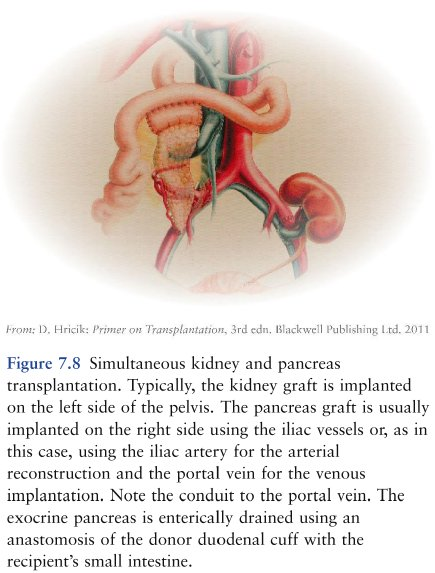 From: D. Hricik: Primer on Transplantation, 3rd edn. Blackwell Publishing Ltd. 2011
Figure 7.8 Simultaneous kidney and pancreas
transplantation. Typically, the kidney graft is implanted
on the left side of the pelvis. The pancreas graft is usually
implanted on the right side using the iliac vessels or, as in
this case, using the iliac artery for the arterial
reconstruction and the portal vein for the venous
implantation. Note the conduit to the portal vein. The
exocrine pancreas is enterically drained using an
anastomosis of the donor duodenal cuff with the
recipient's small intestine.